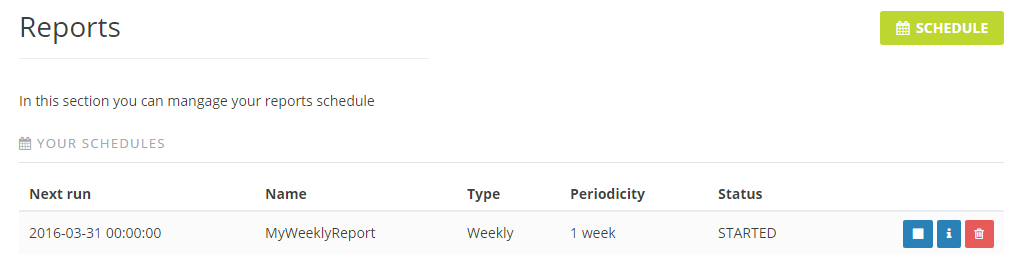 Reports
SCHEDULE
In this section you can mangage your reports schedule
YOUR SCHEDULES
Next run Name Type Periodicity Status
2016-03-31 00:00:00 MyWeeklyReport Weekly 1 week STARTED